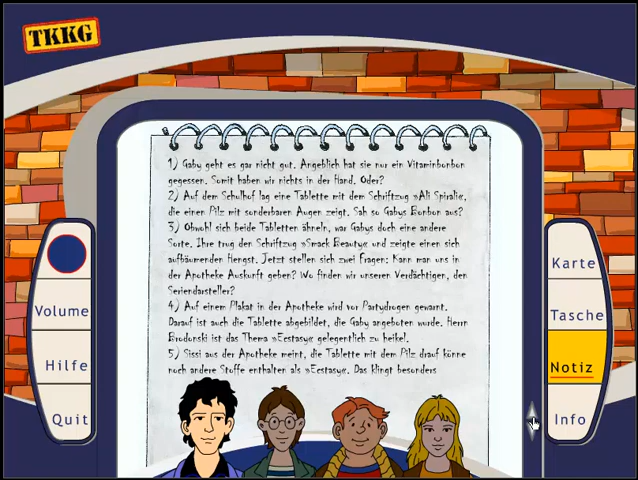 TKKG
1) Gaby geht es gar nicht gut. Angeblich hat sie nur ein Vitaminbonbon
gegessen. Somit haben wir nichts in der Hand. Oder?
2) Auf dem Schulhof lag eine Tablette mit dem Schriftzug »Ali Spirali«,
die einen Pilz mit sonderbaren Augen zeigt. Sah so Gabys Bonbon aus?
3) Obwohl sich beide Tabletten ähneln, war Gabys doch eine andere
Sorte. Ihre trug den Schriftzug »Smack Beauty« und zeigte einen sich
aufbäumenden Hengst. Jetzt stellen sich zwei Fragen: Kann man uns in
der Apotheke Auskunft geben? Wo finden wir unseren Verdächtigen, den
Seriendarsteller?
4) Auf einem Plakat in der Apotheke wird vor Partydrogen gewarnt.
Darauf ist auch die Tablette abgebildet, die Gaby angeboten wurde. Herrn
Brodonski ist das Thema »Ecstasy« gelegentlich zu heikel.
5) Sissi aus der Apotheke meint, die Tablette mit dem Pilz drauf könne
noch andere Stoffe enthalten als »Ecstasy«. Das klingt besonders
Volume
Hilfe
Quit
Karte
Tasche
Notiz
Info